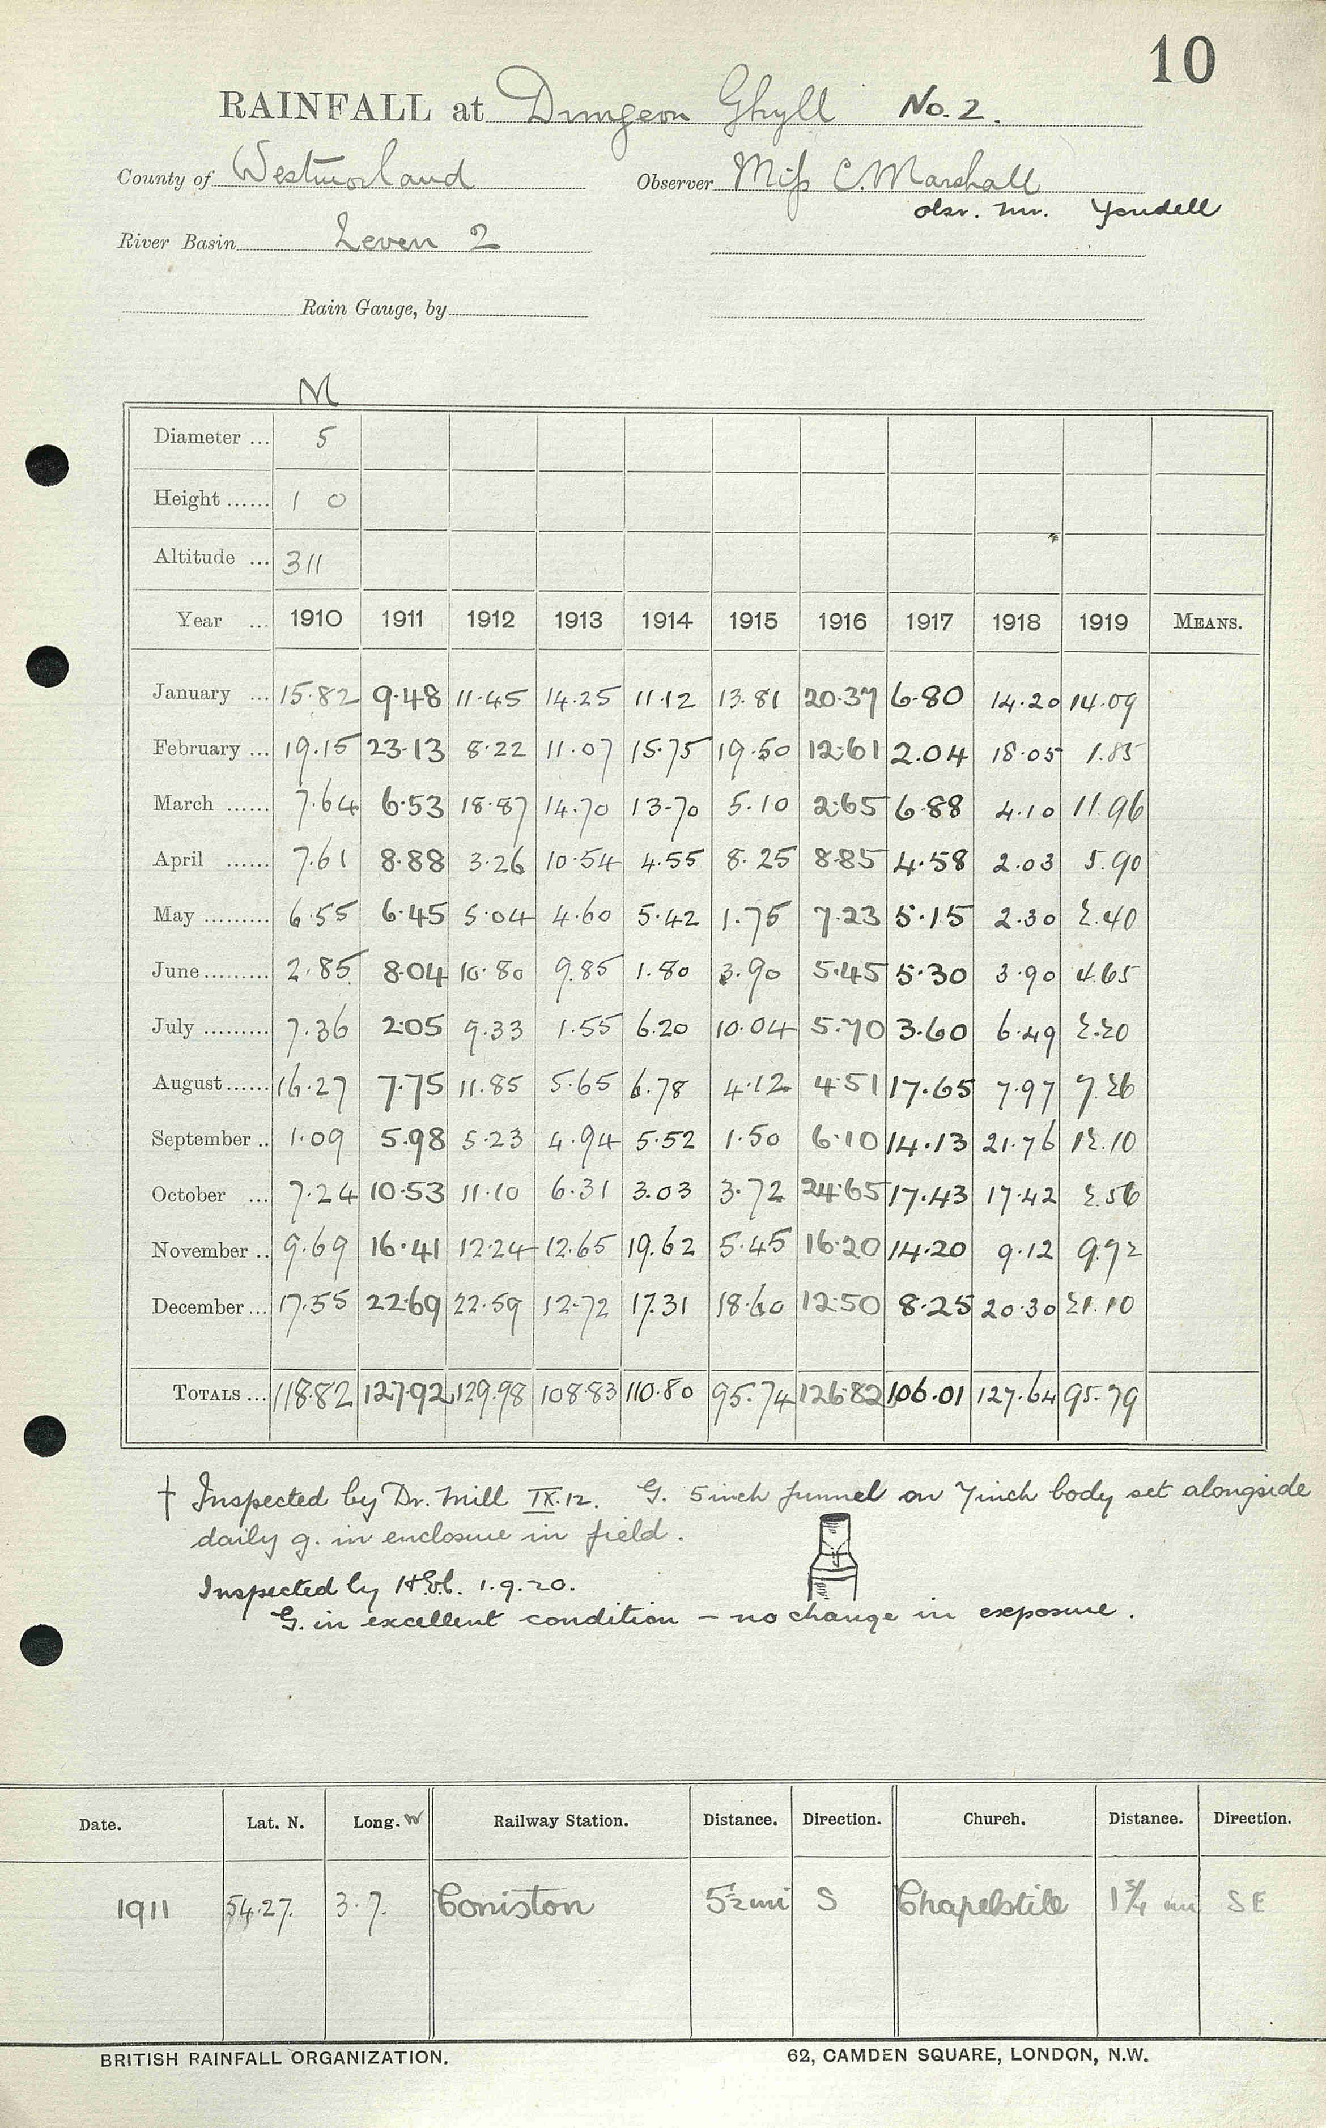 10
RAINFALL at Dungeon Ghyll No. 2.
County of Westmorland Observer Miss C. Marshall
obsr. Mr. Youdell
River Basin Leven 2
Rain Gauge, by
M
Diameter ... 5
Height ...... 1 0
Altitude ... 311
Year ... 1910 1911 1912 1913 1914 1915 1916 1917 1918 1919 MEANS.
January ... 15.82 9.48 11.45 14.25 11.12 13.81 20.37 6.80 14.20 14.09
February ... 19.15 23.13 8.22 11.07 15.75 19.50 12.61 2.04 18.05 1.85
March ...... 7.64 6.53 18.87 14.70 13.70 5.10 2.65 6.88 4.10 11.96
April ...... 7.61 8.88 3.26 10.54 4.55 8.25 8.85 4.58 2.03 5.90
May ......... 6.55 6.45 5.04 4.60 5.42 1.75 7.23 5.15 2.30 2.40
June ......... 2.85 8.04 10.80 9.85 1.80 3.90 5.45 5.30 3.90 4.65
July ......... 7.36 2.05 9.33 1.55 6.20 10.04 5.70 3.60 6.49 2.20
August ...... 16.27 7.75 11.85 5.65 6.78 4.12 4.51 17.65 7.97 7.26
September .. 1.09 5.98 5.23 4.94 5.52 1.50 6.10 14.13 21.76 12.10
October ... 7.24 10.53 11.10 6.31 3.03 3.72 24.65 17.43 17.42 2.56
November .. 9.69 16.41 12.24 12.65 19.62 5.45 16.20 14.20 9.12 9.72
December ... 17.55 22.69 22.59 12.72 17.31 18.60 12.50 8.25 20.30 21.10
TOTALS ... 118.82 127.92 129.98 108.83 110.80 95.74 126.82 106.01 127.64 95.79
† Inspected by Dr. Mill IX.12. G. 5 inch funnel on 7 inch body set alongside
daily g. in enclosure in field.
Inspected by 1.9.20.
G. in excellent condition – no change in exposure.
Date. Lat. N. Long. W Railway Station. Distance. Direction. Church. Distance. Direction.
1911 54.27. 3.7. Coniston 5½ mi S Chapelstile 1¾ mi SE
BRITISH RAINFALL ORGANIZATION. 62, CAMDEN SQUARE, LONDON, N.W.